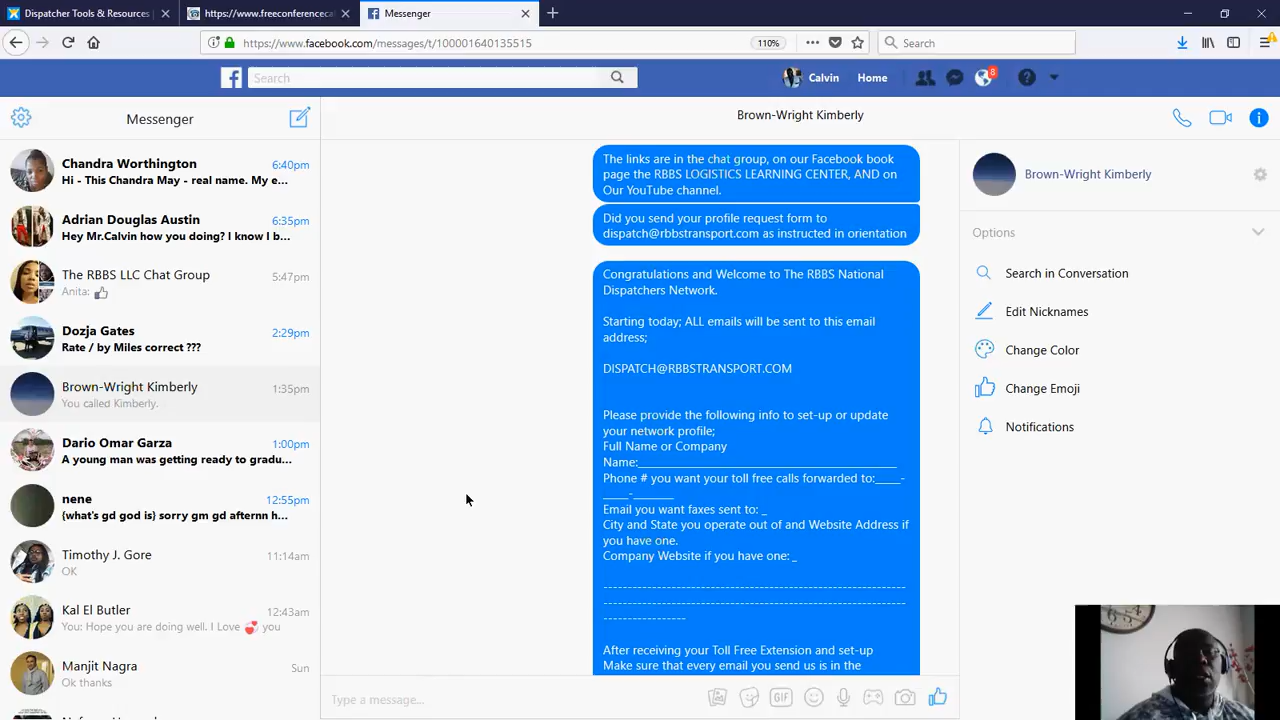 Dispatcher Tools & Resources |
https://www.freeconferenceca
Messenger
https://www.facebook.com/messages/t/100001640135515
110%
Search
Search
Calvin
Home
8
Messenger
Brown-Wright Kimberly
Chandra Worthington
6:40pm
Hi - This Chandra May - real name. My e...
Adrian Douglas Austin
6:35pm
Hey Mr.Calvin how you doing? I know I b...
The RBBS LLC Chat Group
5:47pm
Anita:
Dozja Gates
2:29pm
Rate / by Miles correct ???
Brown-Wright Kimberly
1:35pm
You called Kimberly.
Dario Omar Garza
1:00pm
A young man was getting ready to gradu...
nene
12:55pm
{what's gd god is} sorry gm gd afternn h...
Timothy J. Gore
11:14am
OK
Kal El Butler
12:43am
You: Hope you are doing well. I Love 💞 you
Manjit Nagra
Sun
Ok thanks
The links are in the chat group, on our Facebook book
page the RBBS LOGISTICS LEARNING CENTER, AND on
Our YouTube channel.
Did you send your profile request form to
dispatch@rbbstransport.com as instructed in orientation
Congratulations and Welcome to The RBBS National
Dispatchers Network.
Starting today; ALL emails will be sent to this email
address;
DISPATCH@RBBSTRANSPORT.COM
Please provide the following info to set-up or update
your network profile;
Full Name or Company
Name:___________________________________________
Phone # you want your toll free calls forwarded to:____-
____-_______
Email you want faxes sent to: _
City and State you operate out of and Website Address if
you have one.
Company Website if you have one: _
------------------------------------------------------------
------------------------------------------------------------
-----------------
After receiving your Toll Free Extension and set-up
Make sure that every email you send us is in the
Type a message...
GIF
Brown-Wright Kimberly
Options
Search in Conversation
Edit Nicknames
Change Color
Change Emoji
Notifications